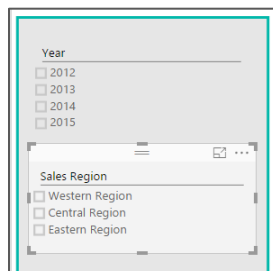 Year
2012
2013
2014
2015
Sales Region
Western Region
Central Region
Eastern Region